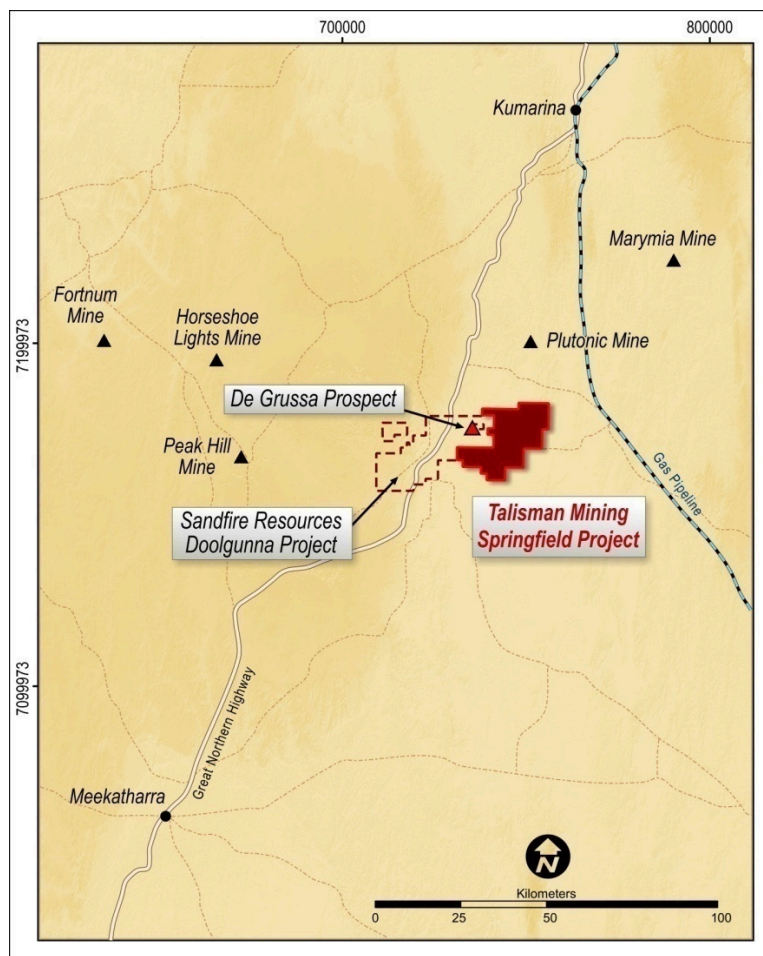 700000
800000
Kumarina
Marymia Mine
Fortnum
Mine
Horseshoe
Lights Mine
7199973
Plutonic Mine
De Grussa Prospect
Peak Hill
Mine
Gas Pipeline
Sandfire Resources
Doolgunna Project
Talisman Mining
Springfield Project
7099973
Great Northern Highway
Meekatharra
N
Kilometers
0 25 50 100